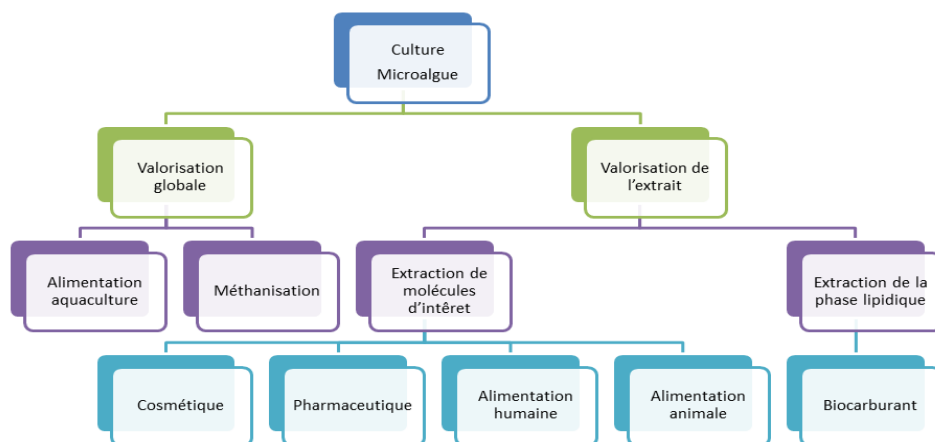 Culture
Microalgue
Valorisation
globale
Valorisation de
l'extrait
Alimentation
aquaculture
Méthanisation
Extraction de
molécules
d'intêret
Extraction de la
phase lipidique
Cosmétique
Pharmaceutique
Alimentation
humaine
Alimentation
animale
Biocarburant